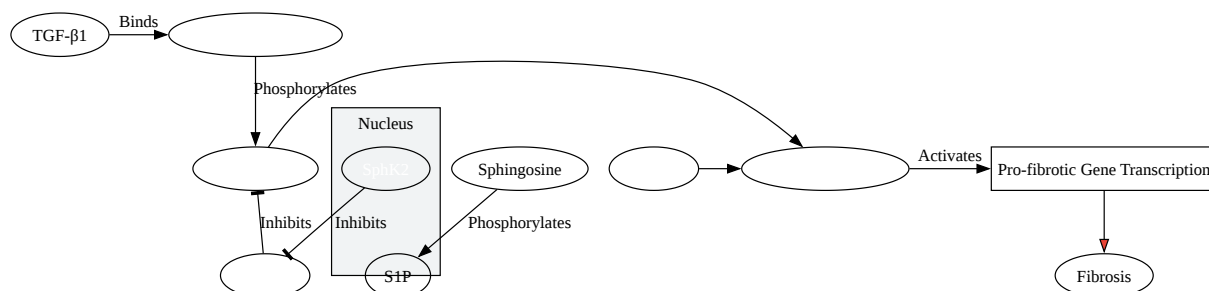 TGF-β1
Binds
Phosphorylates
Nucleus
SphK2
Sphingosine
Activates
Pro-fibrotic Gene Transcription
Inhibits
Inhibits
Phosphorylates
S1P
Fibrosis